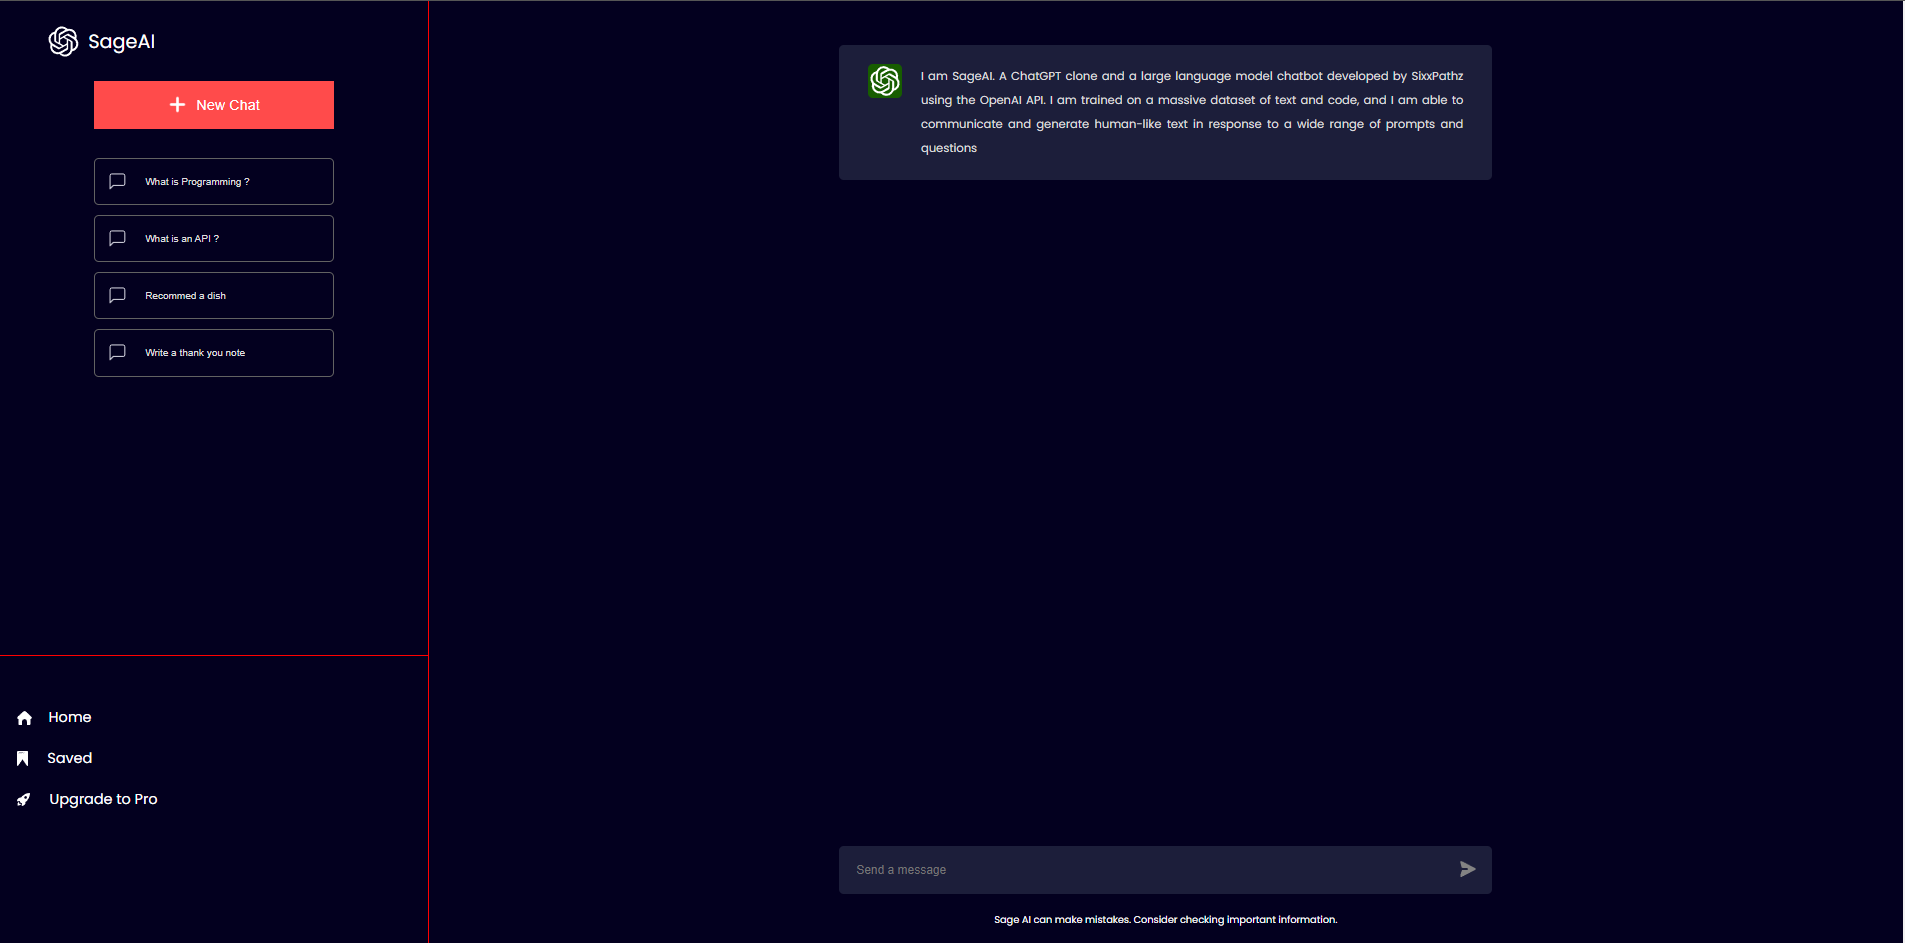 SageAI
New Chat
What is Programming ?
What is an API ?
Recommed a dish
Write a thank you note
Home
Saved
Upgrade to Pro
I am SageAI. A ChatGPT clone and a large language model chatbot developed by SixxPathz
using the OpenAI API. I am trained on a massive dataset of text and code, and I am able to
communicate and generate human-like text in response to a wide range of prompts and
questions
Send a message
Sage AI can make mistakes. Consider checking important information.